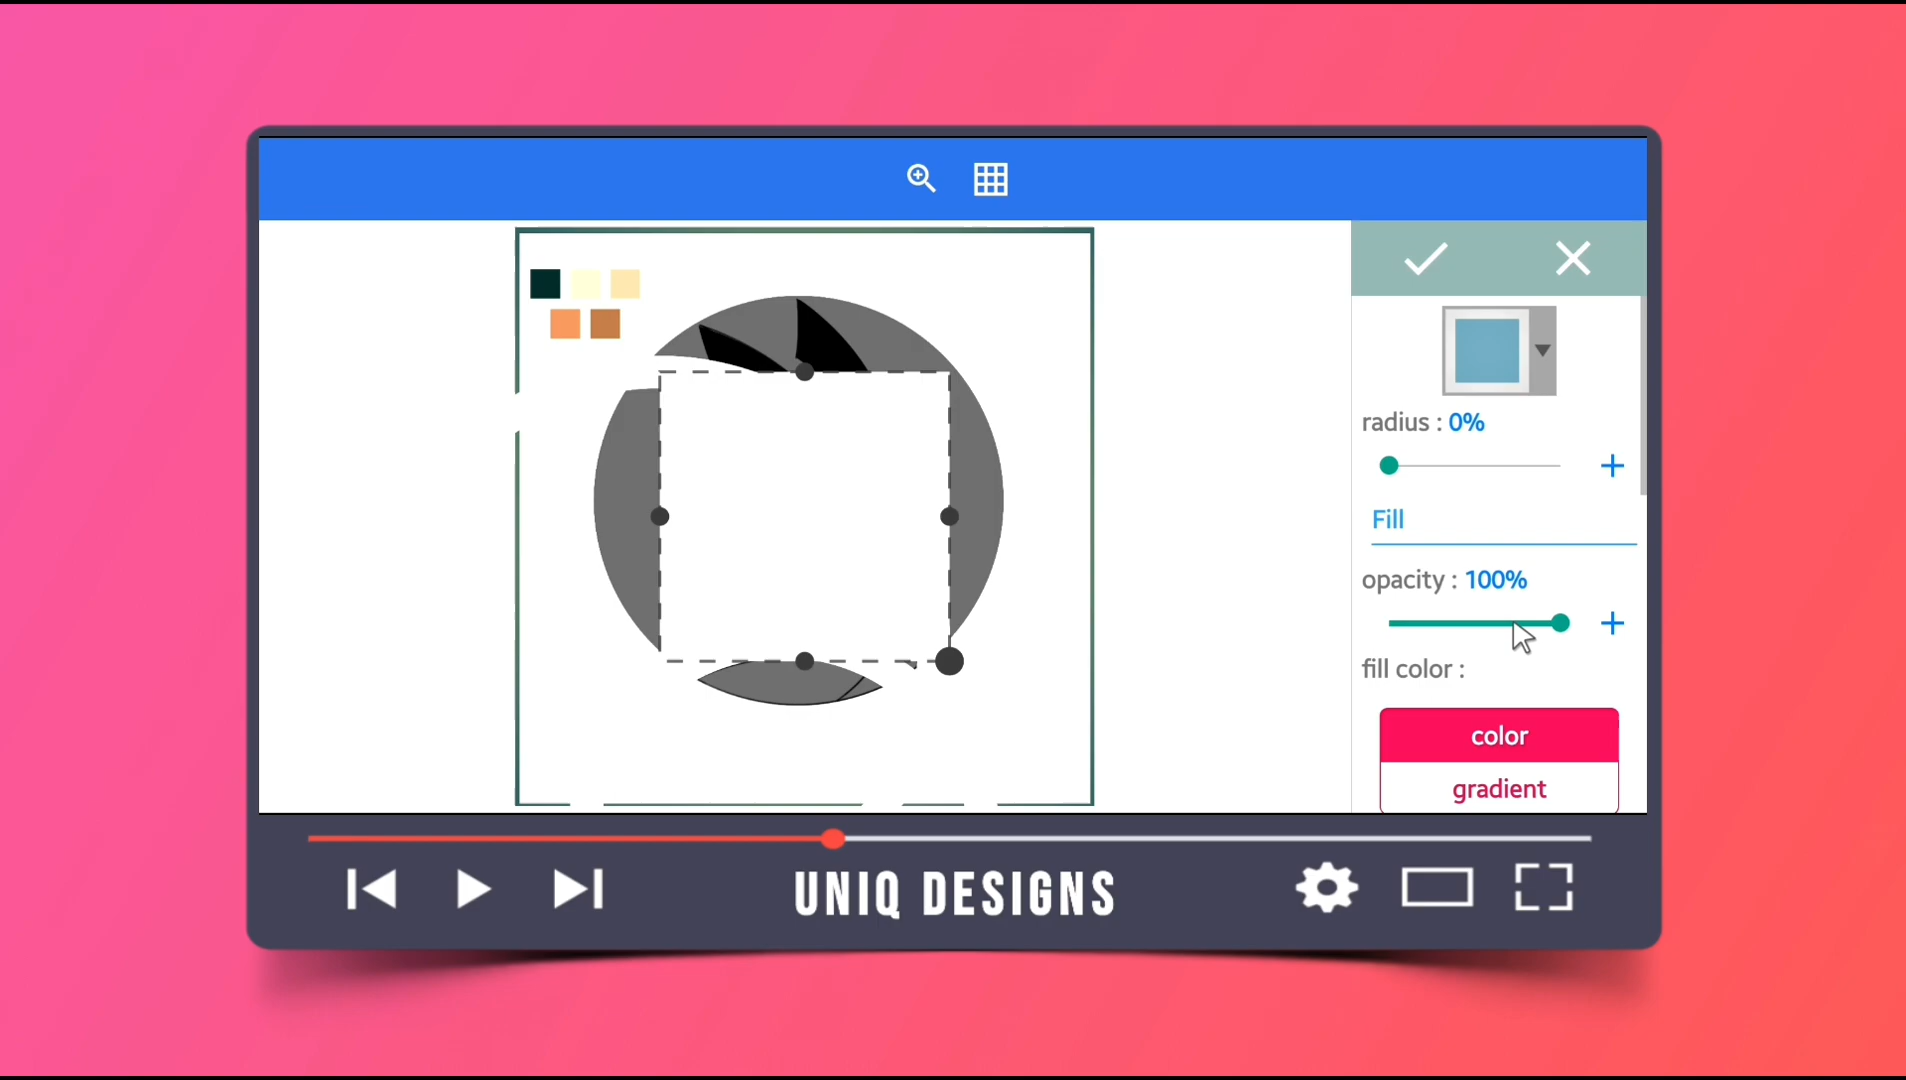 radius : 0%
Fill
opacity : 100%
fill color :
color
gradient
UNIQ DESIGNS